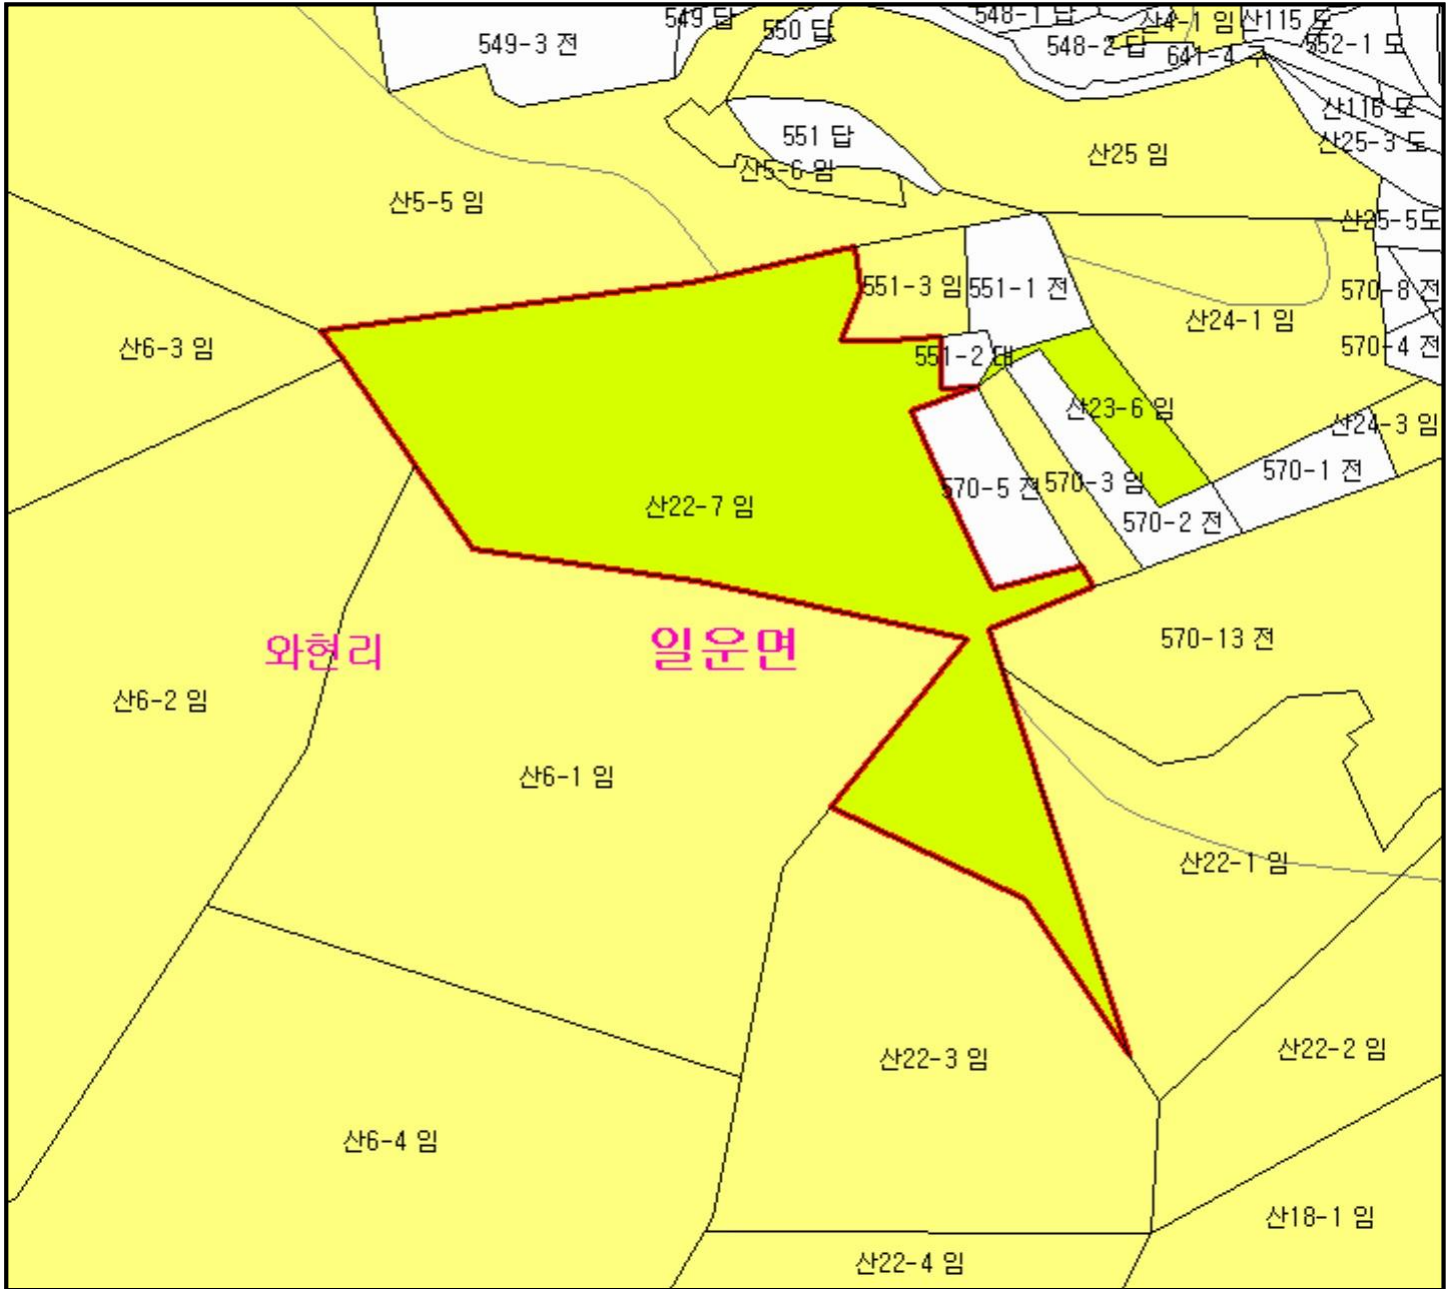 549 답
548-1 답
산4-1 임
산115 도
549-3 전
550 답
548-2 답
641-4 구
552-1 도
산116 도
551 답
산25-3 도
산25 임
산5-6 임
산5-5 임
산25-5도
551-3 임
551-1 전
570-8 전
산24-1 임
산6-3 임
570-4 전
551-2 대
산23-6 임
산24-3 임
570-1 전
570-5 전
570-3 임
산22-7 임
570-2 전
570-13 전
와현리
일운면
산6-2 임
산6-1 임
산22-1 임
산22-2 임
산22-3 임
산6-4 임
산18-1 임
산22-4 임